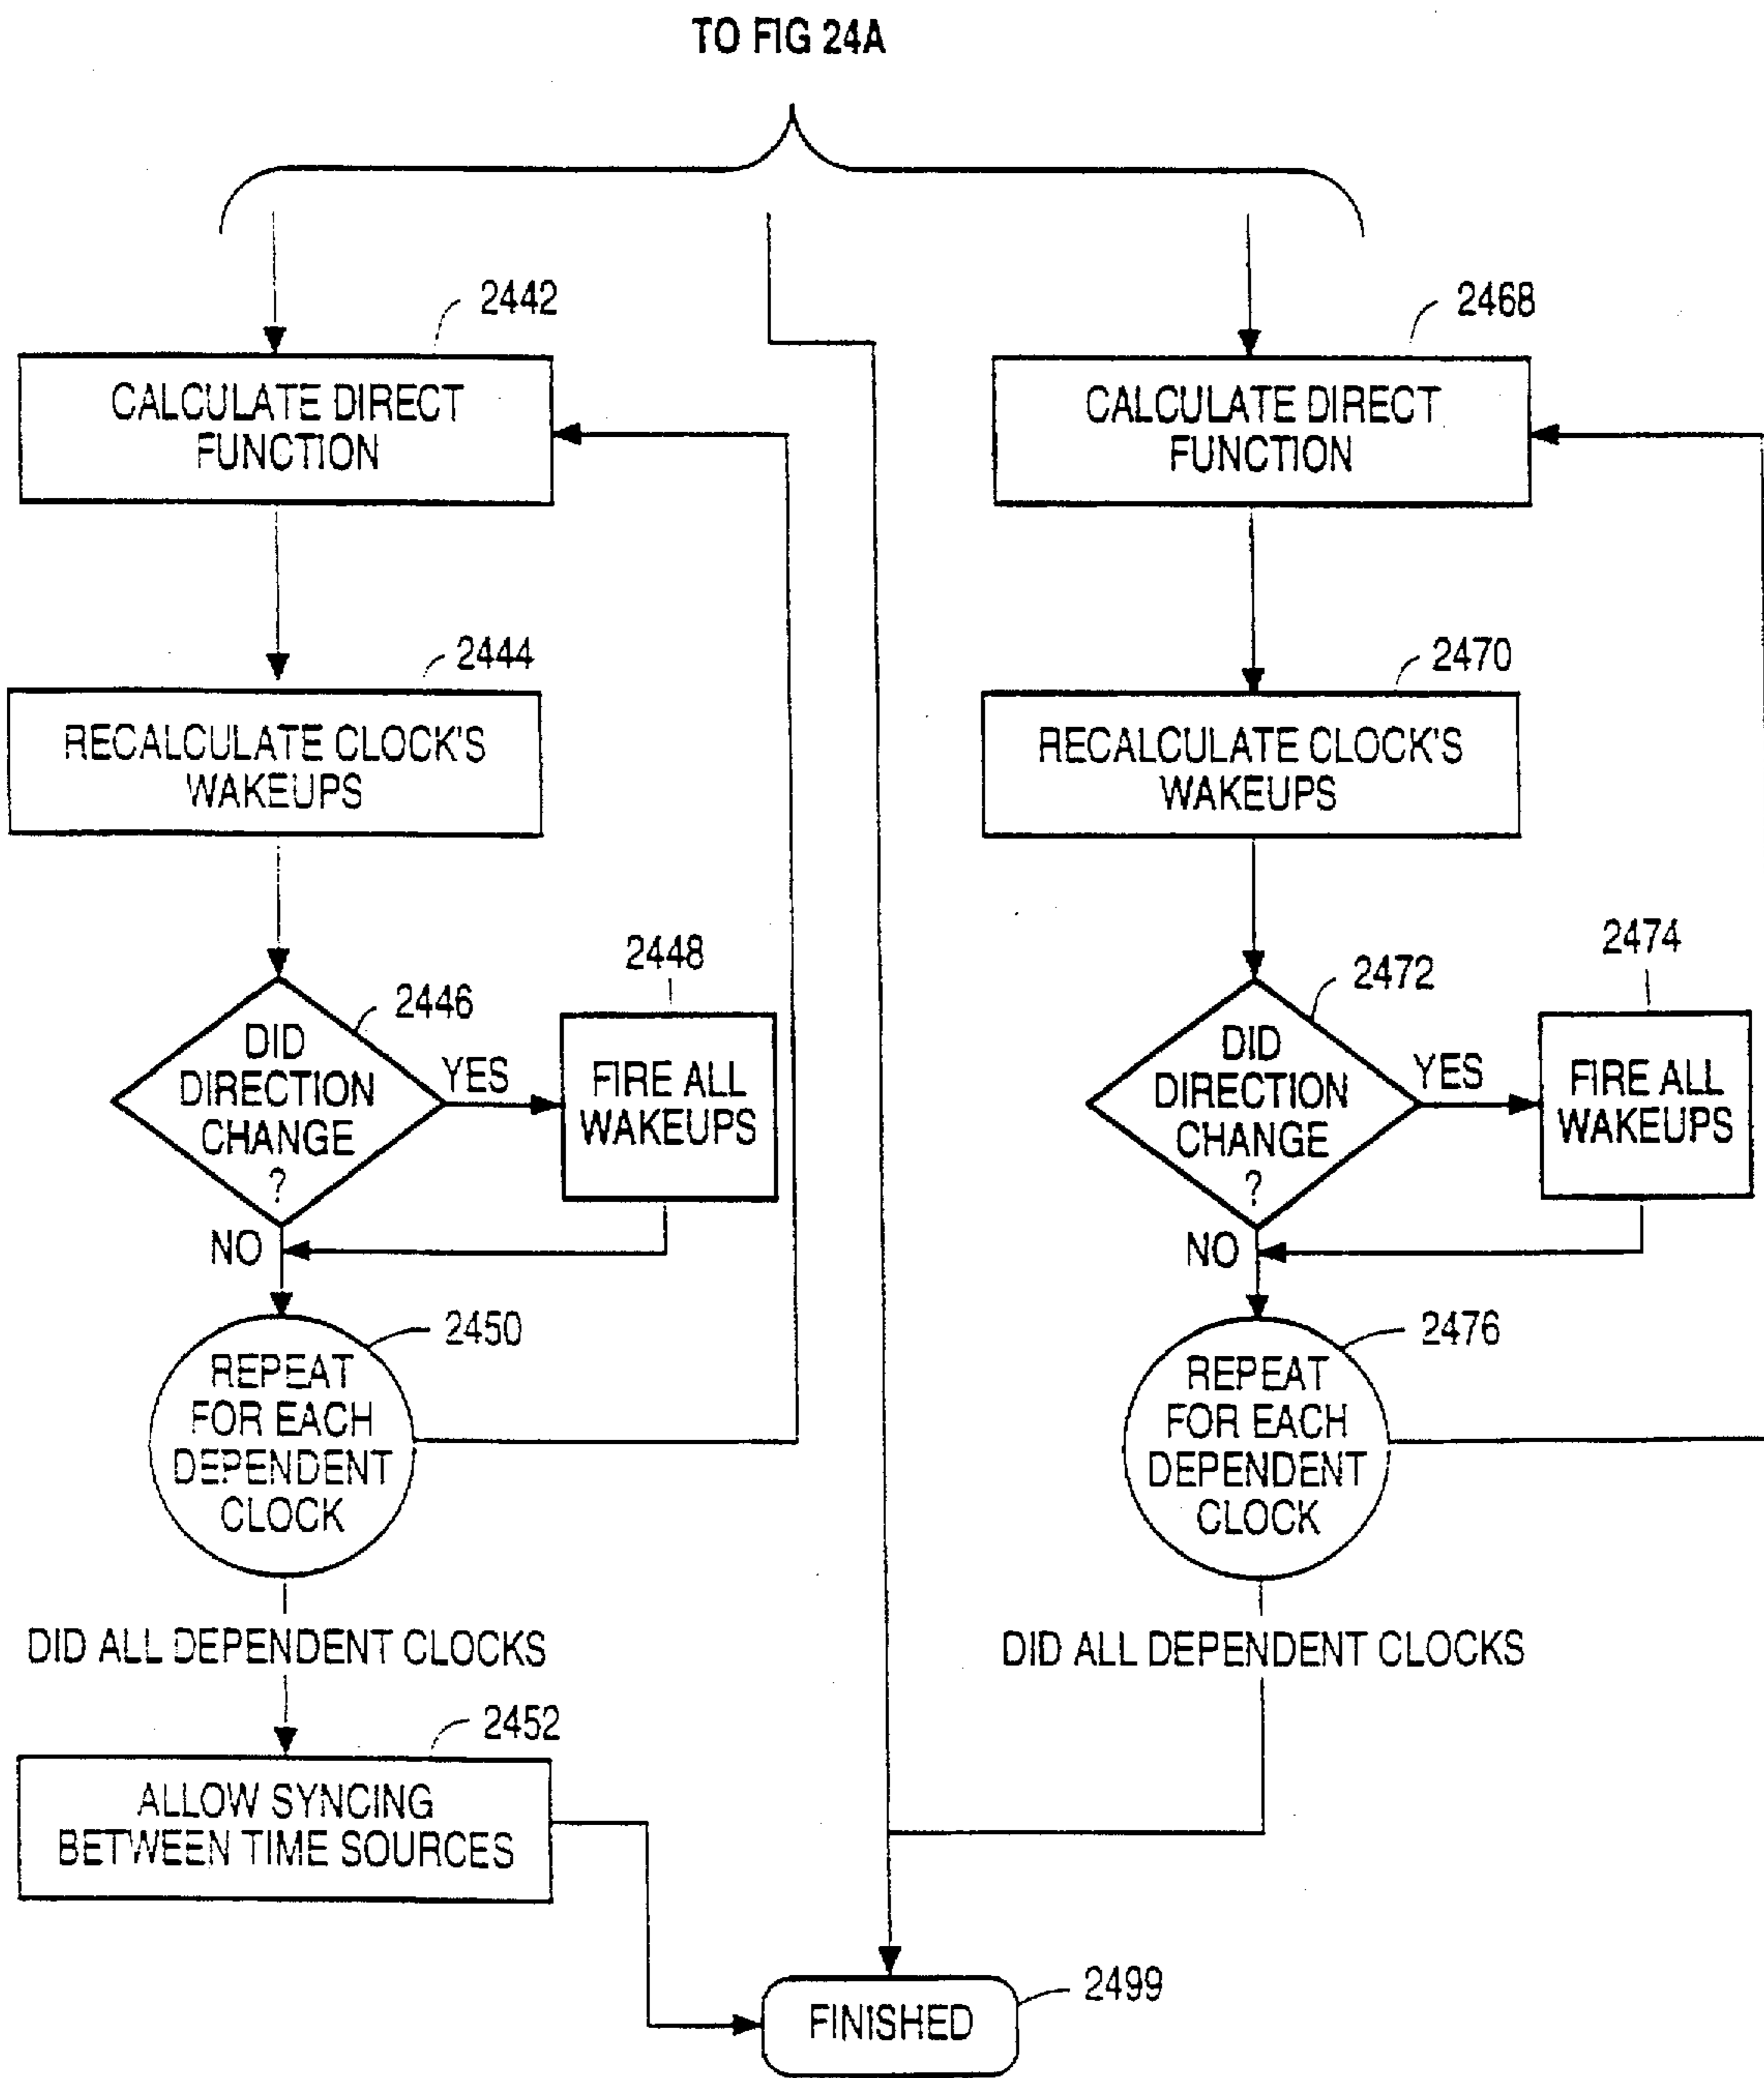 TO FIG 24A
2442
CALCULATE DIRECT
FUNCTION
2444
RECALCULATE CLOCK'S
WAKEUPS
2446
DID
DIRECTION
CHANGE
?
YES
NO
2448
FIRE ALL
WAKEUPS
2450
REPEAT
FOR EACH
DEPENDENT
CLOCK
DID ALL DEPENDENT CLOCKS
2452
ALLOW SYNCING
BETWEEN TIME SOURCES
2468
CALCULATE DIRECT
FUNCTION
2470
RECALCULATE CLOCK'S
WAKEUPS
2472
DID
DIRECTION
CHANGE
?
YES
NO
2474
FIRE ALL
WAKEUPS
2476
REPEAT
FOR EACH
DEPENDENT
CLOCK
DID ALL DEPENDENT CLOCKS
2499
FINISHED